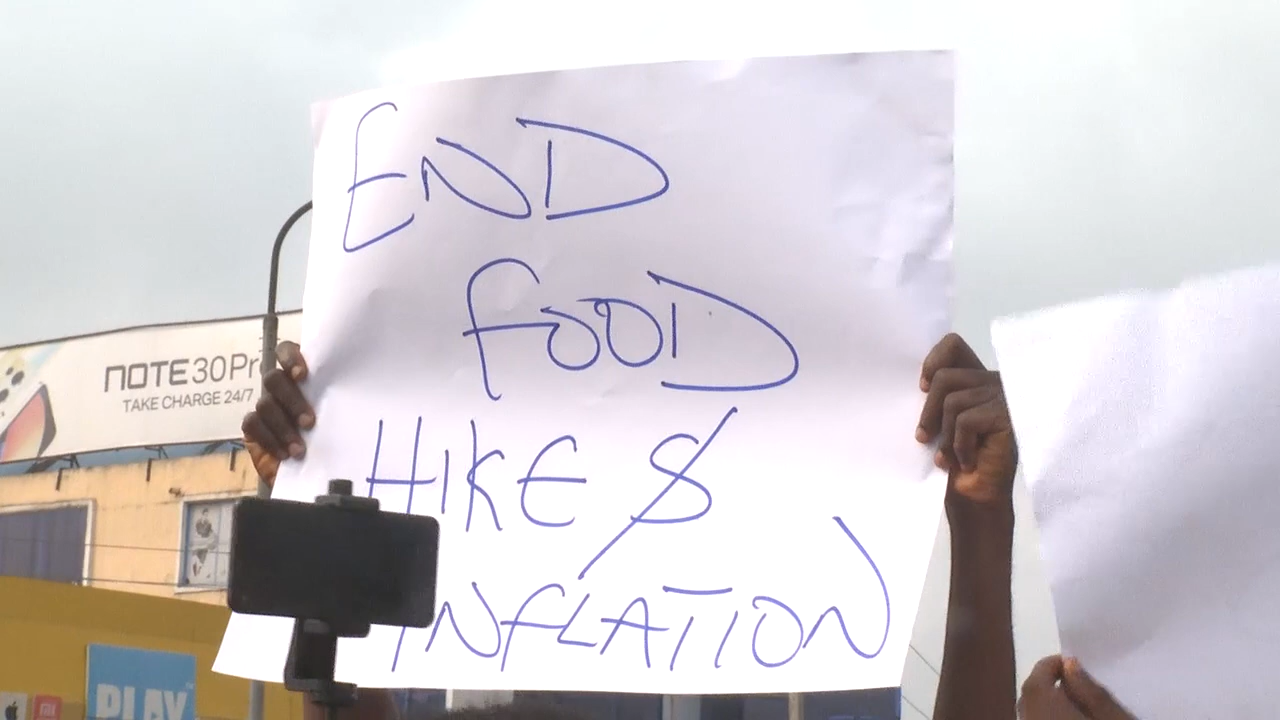 END
FOOD
HIKE &
INFLATION
NOTE 30 Pr
TAKE CHARGE 24/7
PLAY